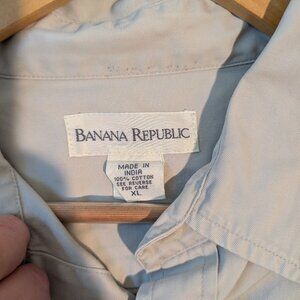 BANANA REPUBLIC
MADE IN
INDIA
100% COTTON
SEE REVERSE
FOR CARE
XL